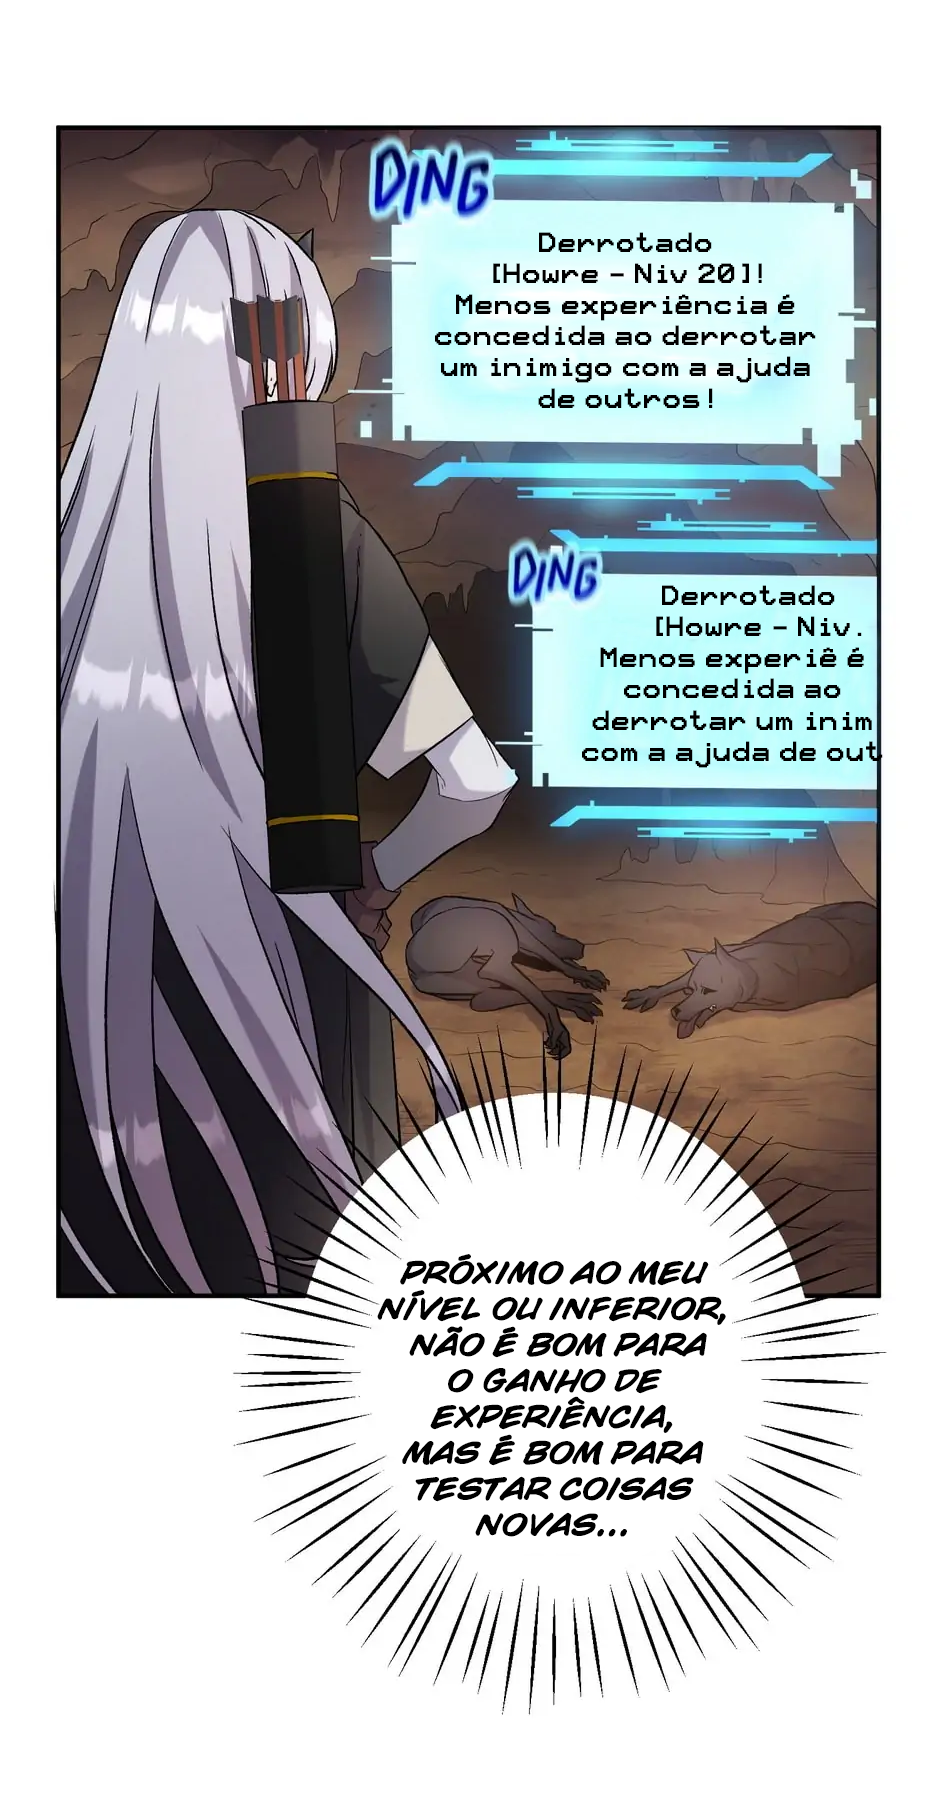 DING
Derrotado
[Howre - Niv 20]!
Menos experiência é
concedida ao derrotar
um inimigo com a ajuda
de outros!
DING
Derrotado
[Howre - Niv.
Menos experiê é
concedida ao
derrotar um inim
com a ajuda de out
PRÓXIMO AO MEU
NÍVEL OU INFERIOR,
NÃO É BOM PARA
O GANHO DE
EXPERIÊNCIA,
MAS É BOM PARA
TESTAR COISAS
NOVAS...